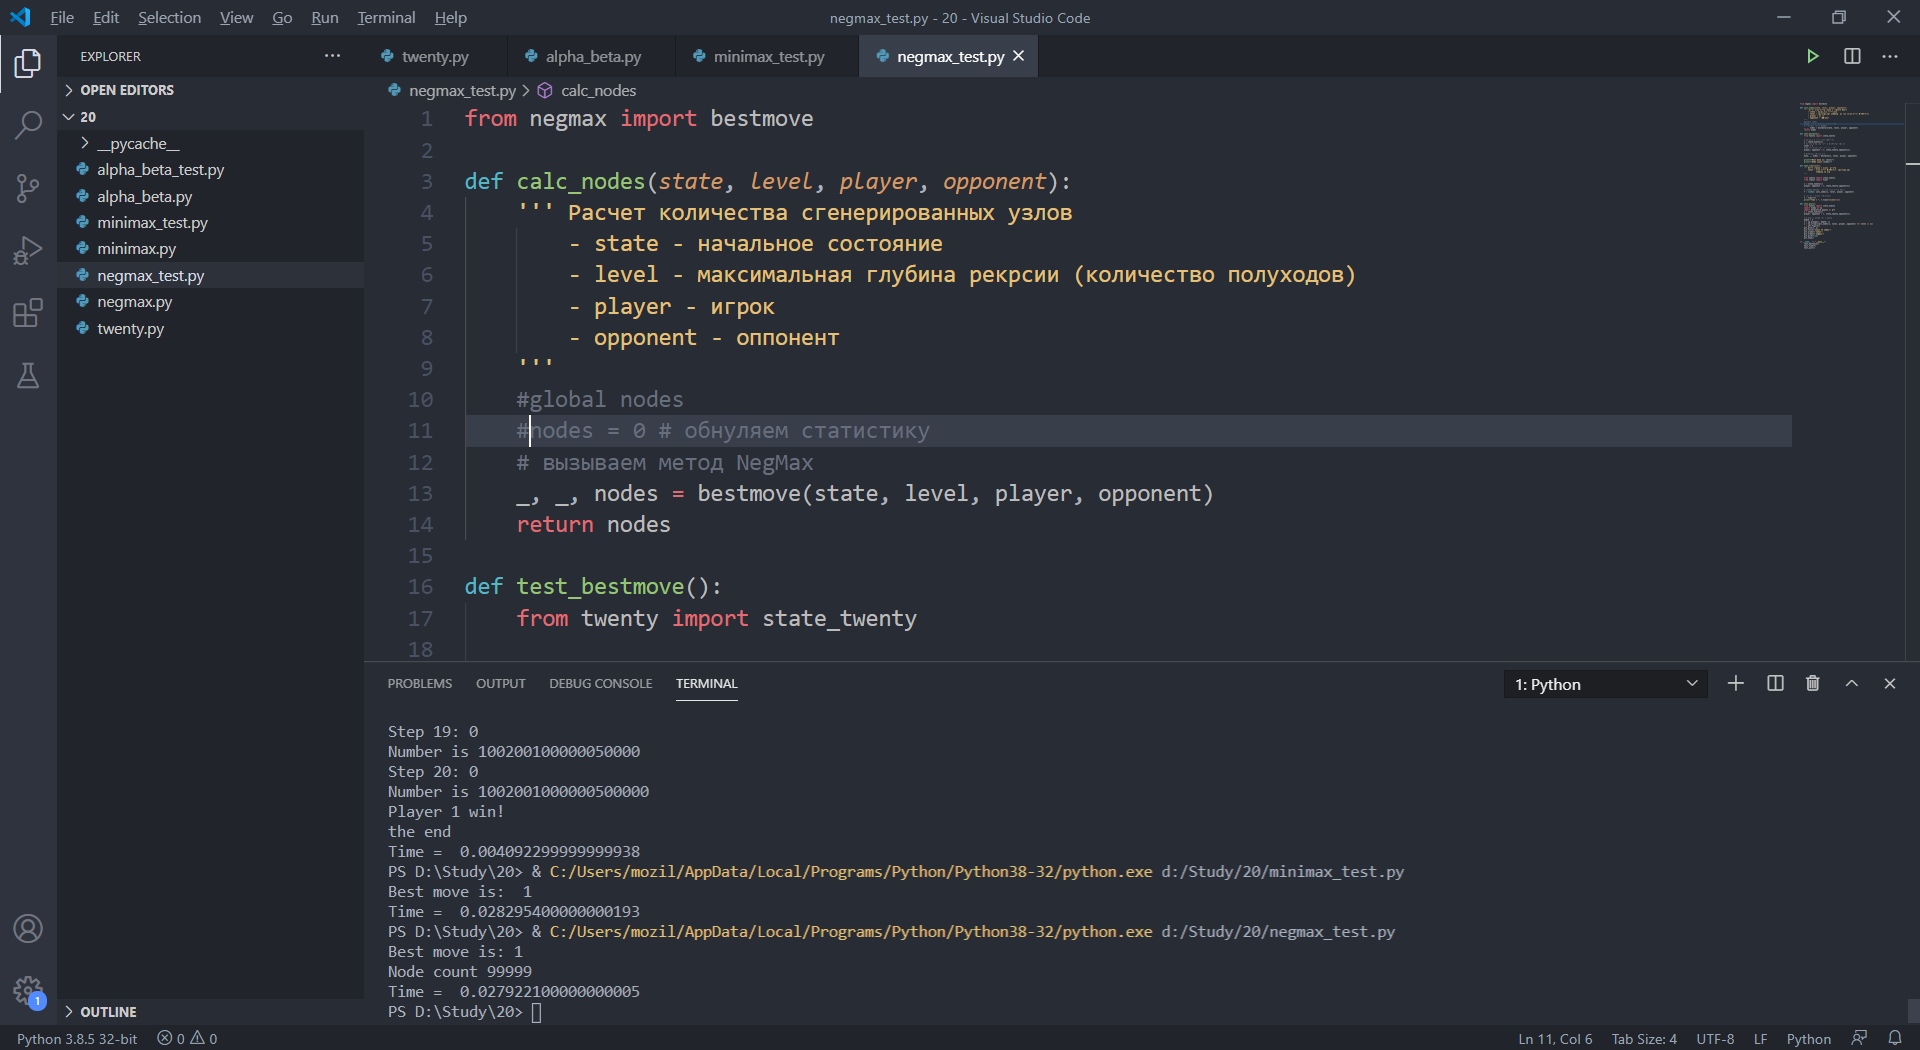 File Edit Selection View Go Run Terminal Help
negmax_test.py - 20 - Visual Studio Code
EXPLORER
OPEN EDITORS
20
__pycache__
alpha_beta_test.py
alpha_beta.py
minimax_test.py
minimax.py
negmax_test.py
negmax.py
twenty.py
OUTLINE
twenty.py alpha_beta.py minimax_test.py negmax_test.py
negmax_test.py > calc_nodes
1 from negmax import bestmove
2
3 def calc_nodes(state, level, player, opponent):
4 ''' Расчет количества сгенерированных узлов
5 - state - начальное состояние
6 - level - максимальная глубина рекрсии (количество полуходов)
7 - player - игрок
8 - opponent - оппонент
9 '''
10 #global nodes
11 #nodes = 0 # обнуляем статистику
12 # вызываем метод NegMax
13 _, _, nodes = bestmove(state, level, player, opponent)
14 return nodes
15
16 def test_bestmove():
17 from twenty import state_twenty
18
PROBLEMS OUTPUT DEBUG CONSOLE TERMINAL
1: Python
Step 19: 0
Number is 100200100000050000
Step 20: 0
Number is 1002001000000500000
Player 1 win!
the end
Time =  0.004092299999999938
PS D:\Study\20> & C:/Users/mozil/AppData/Local/Programs/Python/Python38-32/python.exe d:/Study/20/minimax_test.py
Best move is:  1
Time =  0.028295400000000193
PS D:\Study\20> & C:/Users/mozil/AppData/Local/Programs/Python/Python38-32/python.exe d:/Study/20/negmax_test.py
Best move is: 1
Node count 99999
Time =  0.027922100000000005
PS D:\Study\20>
1
Python 3.8.5 32-bit 0 0
Ln 11, Col 6 Tab Size: 4 UTF-8 LF Python